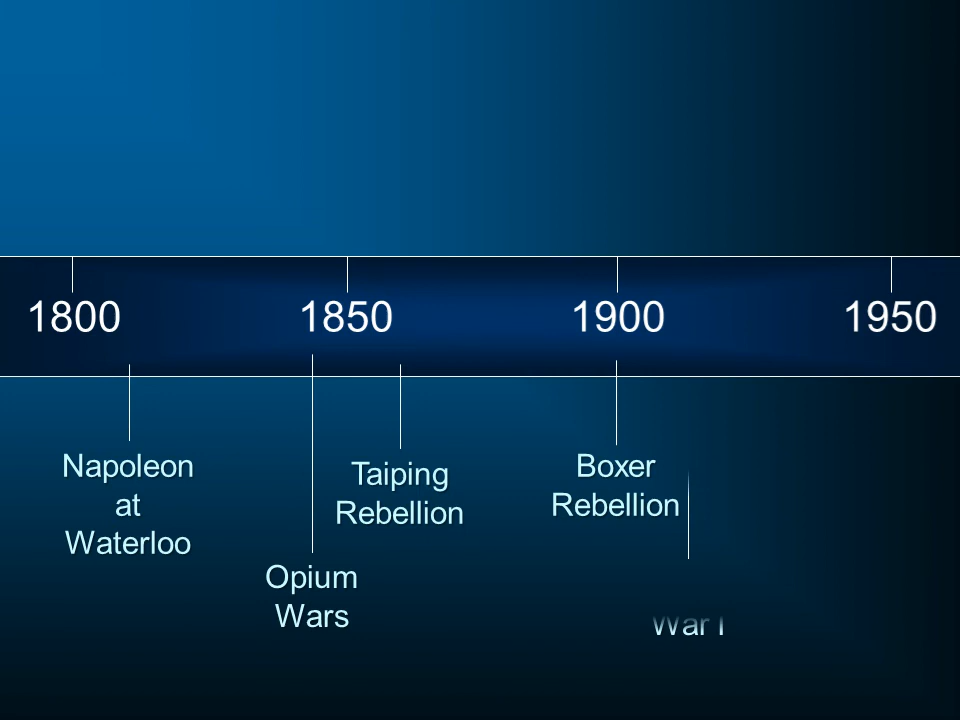 1800
1850
1900
1950
Napoleon
at
Waterloo
Opium
Wars
Taiping
Rebellion
Boxer
Rebellion
War I